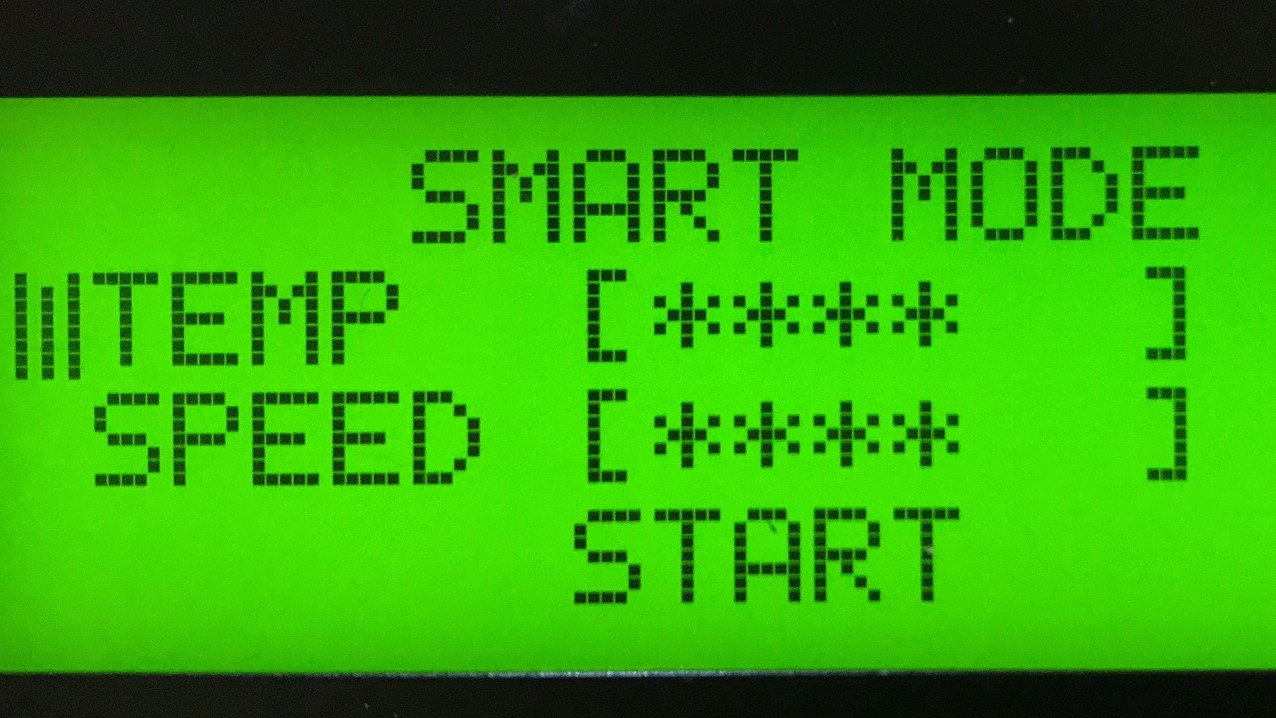 SMART MODE
TEMP [**** ]
SPEED [**** ]
START